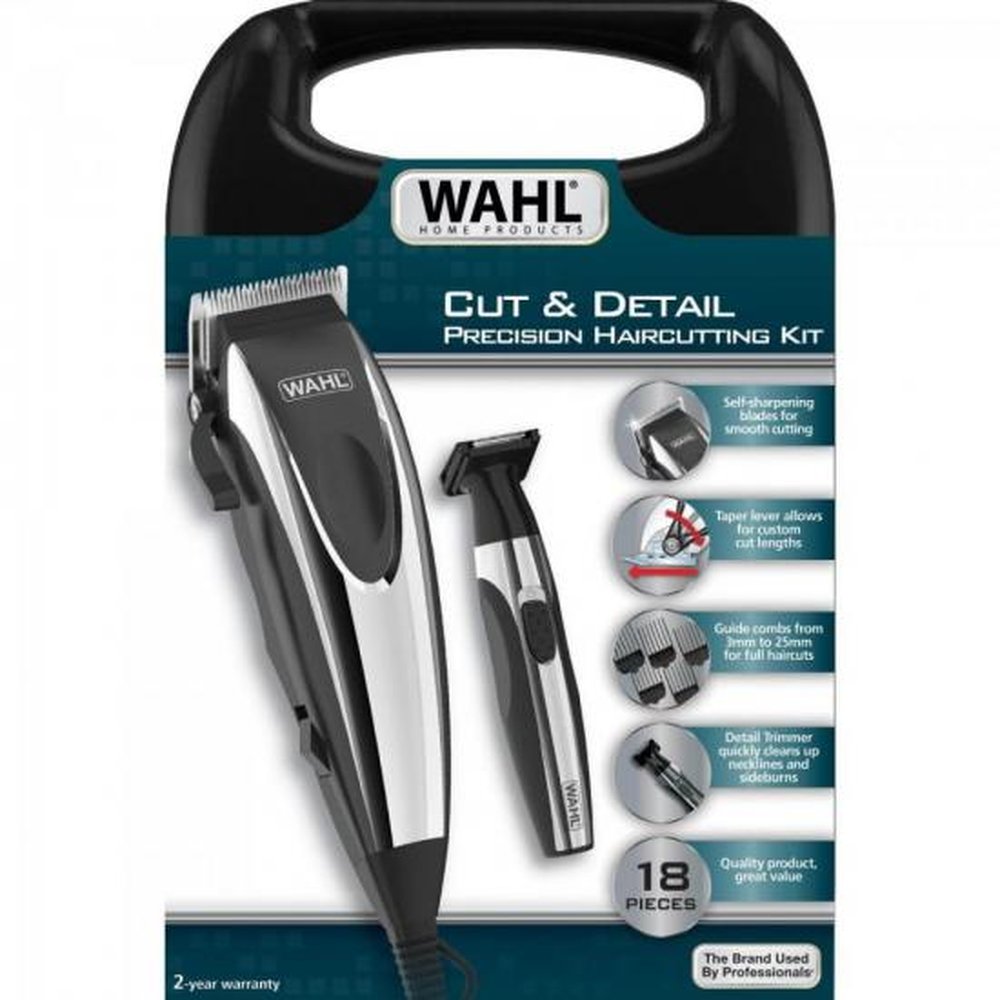 WAHL®
HOME PRODUCTS
CUT & DETAIL
PRECISION HAIRCUTTING KIT
WAHL
Self-sharpening
blades for
smooth cutting
WAHL
Taper lever allows
for custom
cut lengths
Guide combs from
3mm to 25mm
for full haircuts
Detail Trimmer
quickly cleans up
necklines and
sideburns
WAHL
18
PIECES
Quality product,
great value
The Brand Used
By Professionals
2-year warranty